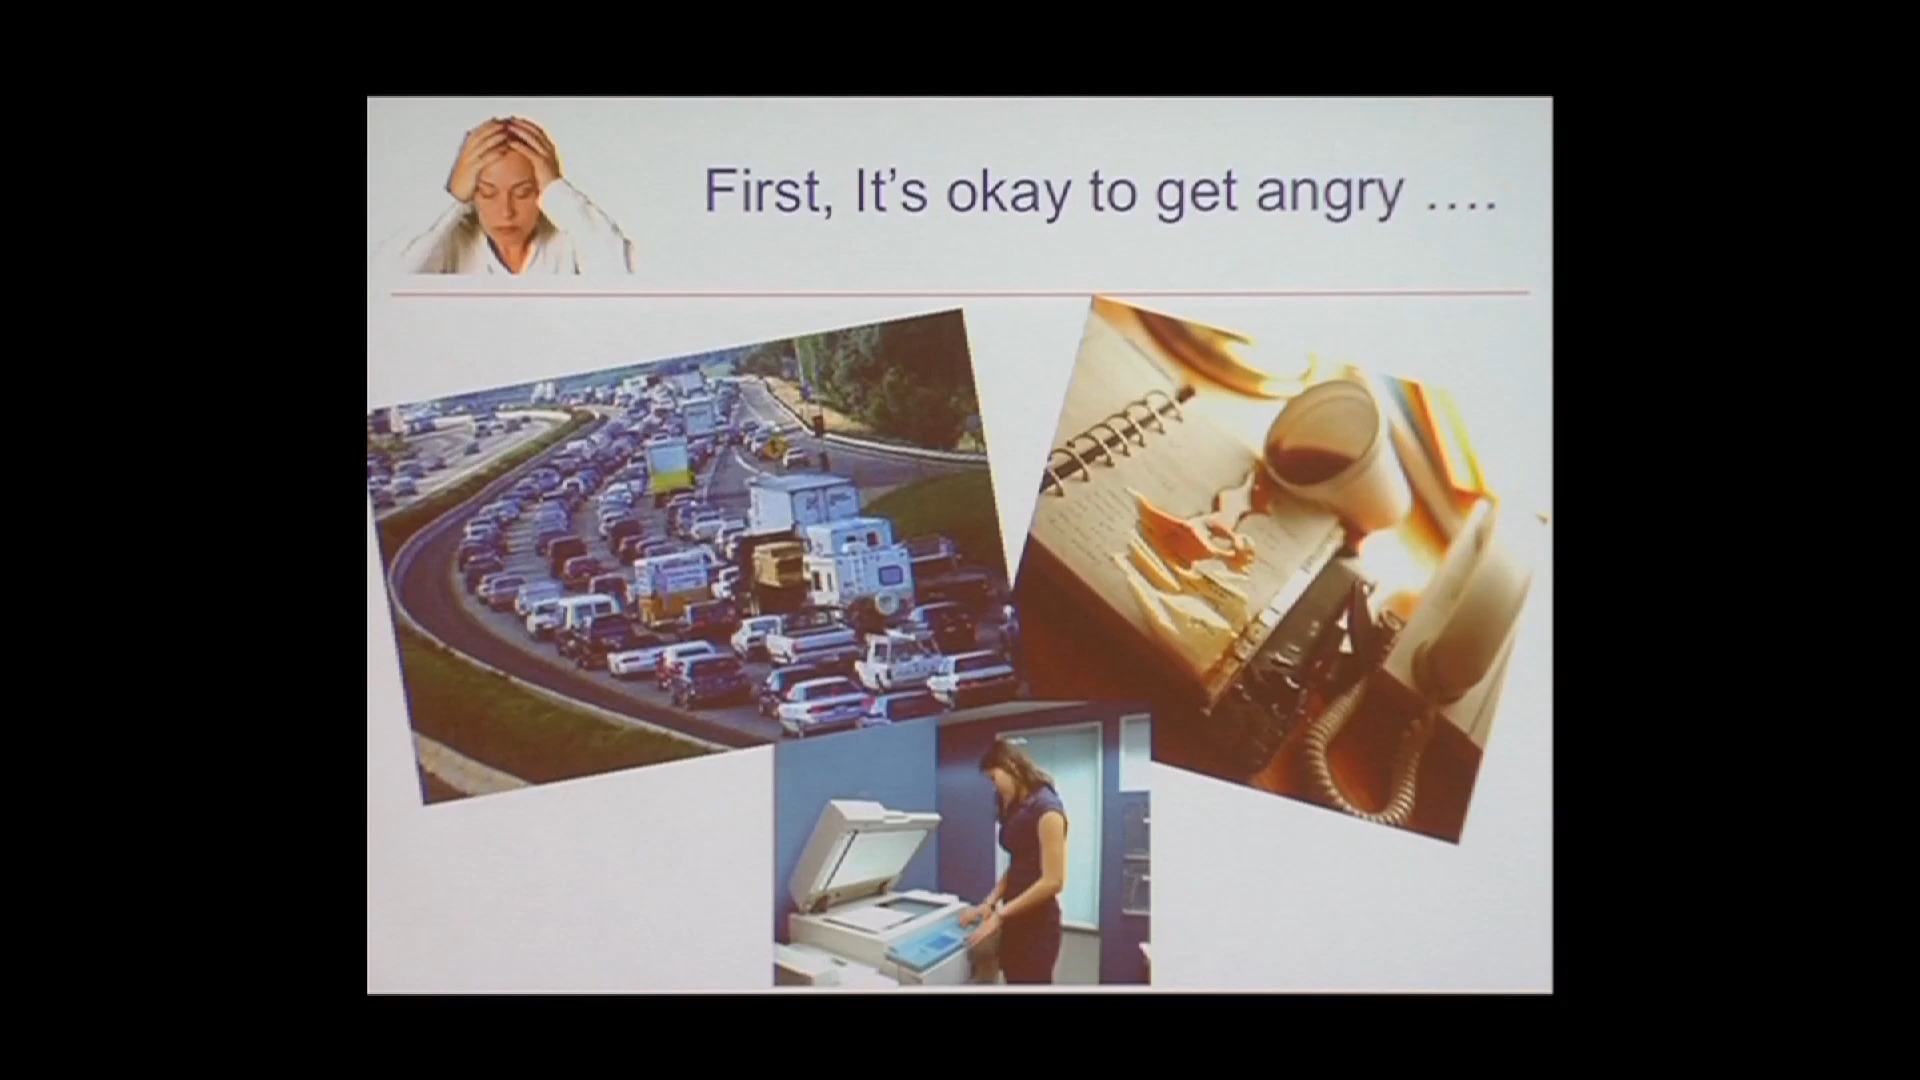 First, It's okay to get angry ....